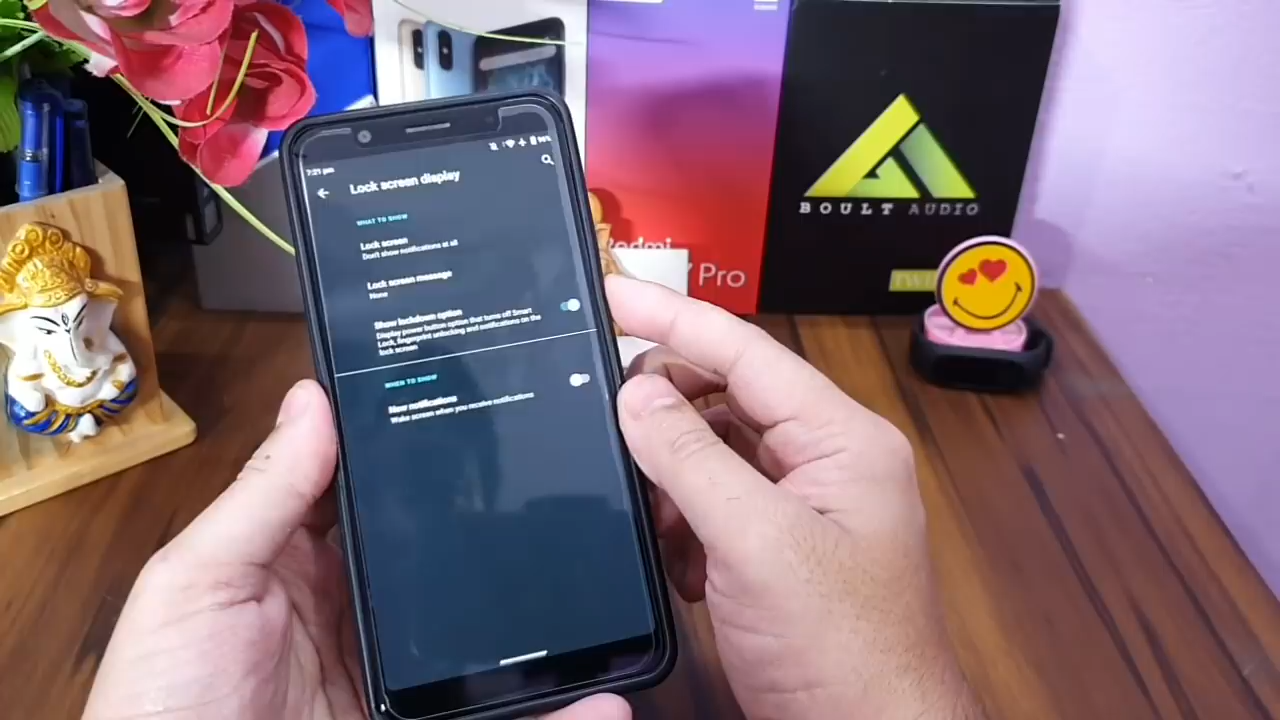 7:21 pm
Lock screen display
WHAT TO SHOW
Lock screen
Don't show notifications at all
Lock screen message
None
Show lockdown option
Display power button option that turns off Smart
Lock, fingerprint unlocking and notifications on the
lock screen
WHEN TO SHOW
New notifications
Wake screen when you receive notifications
Redmi
Pro
BOULT AUDIO